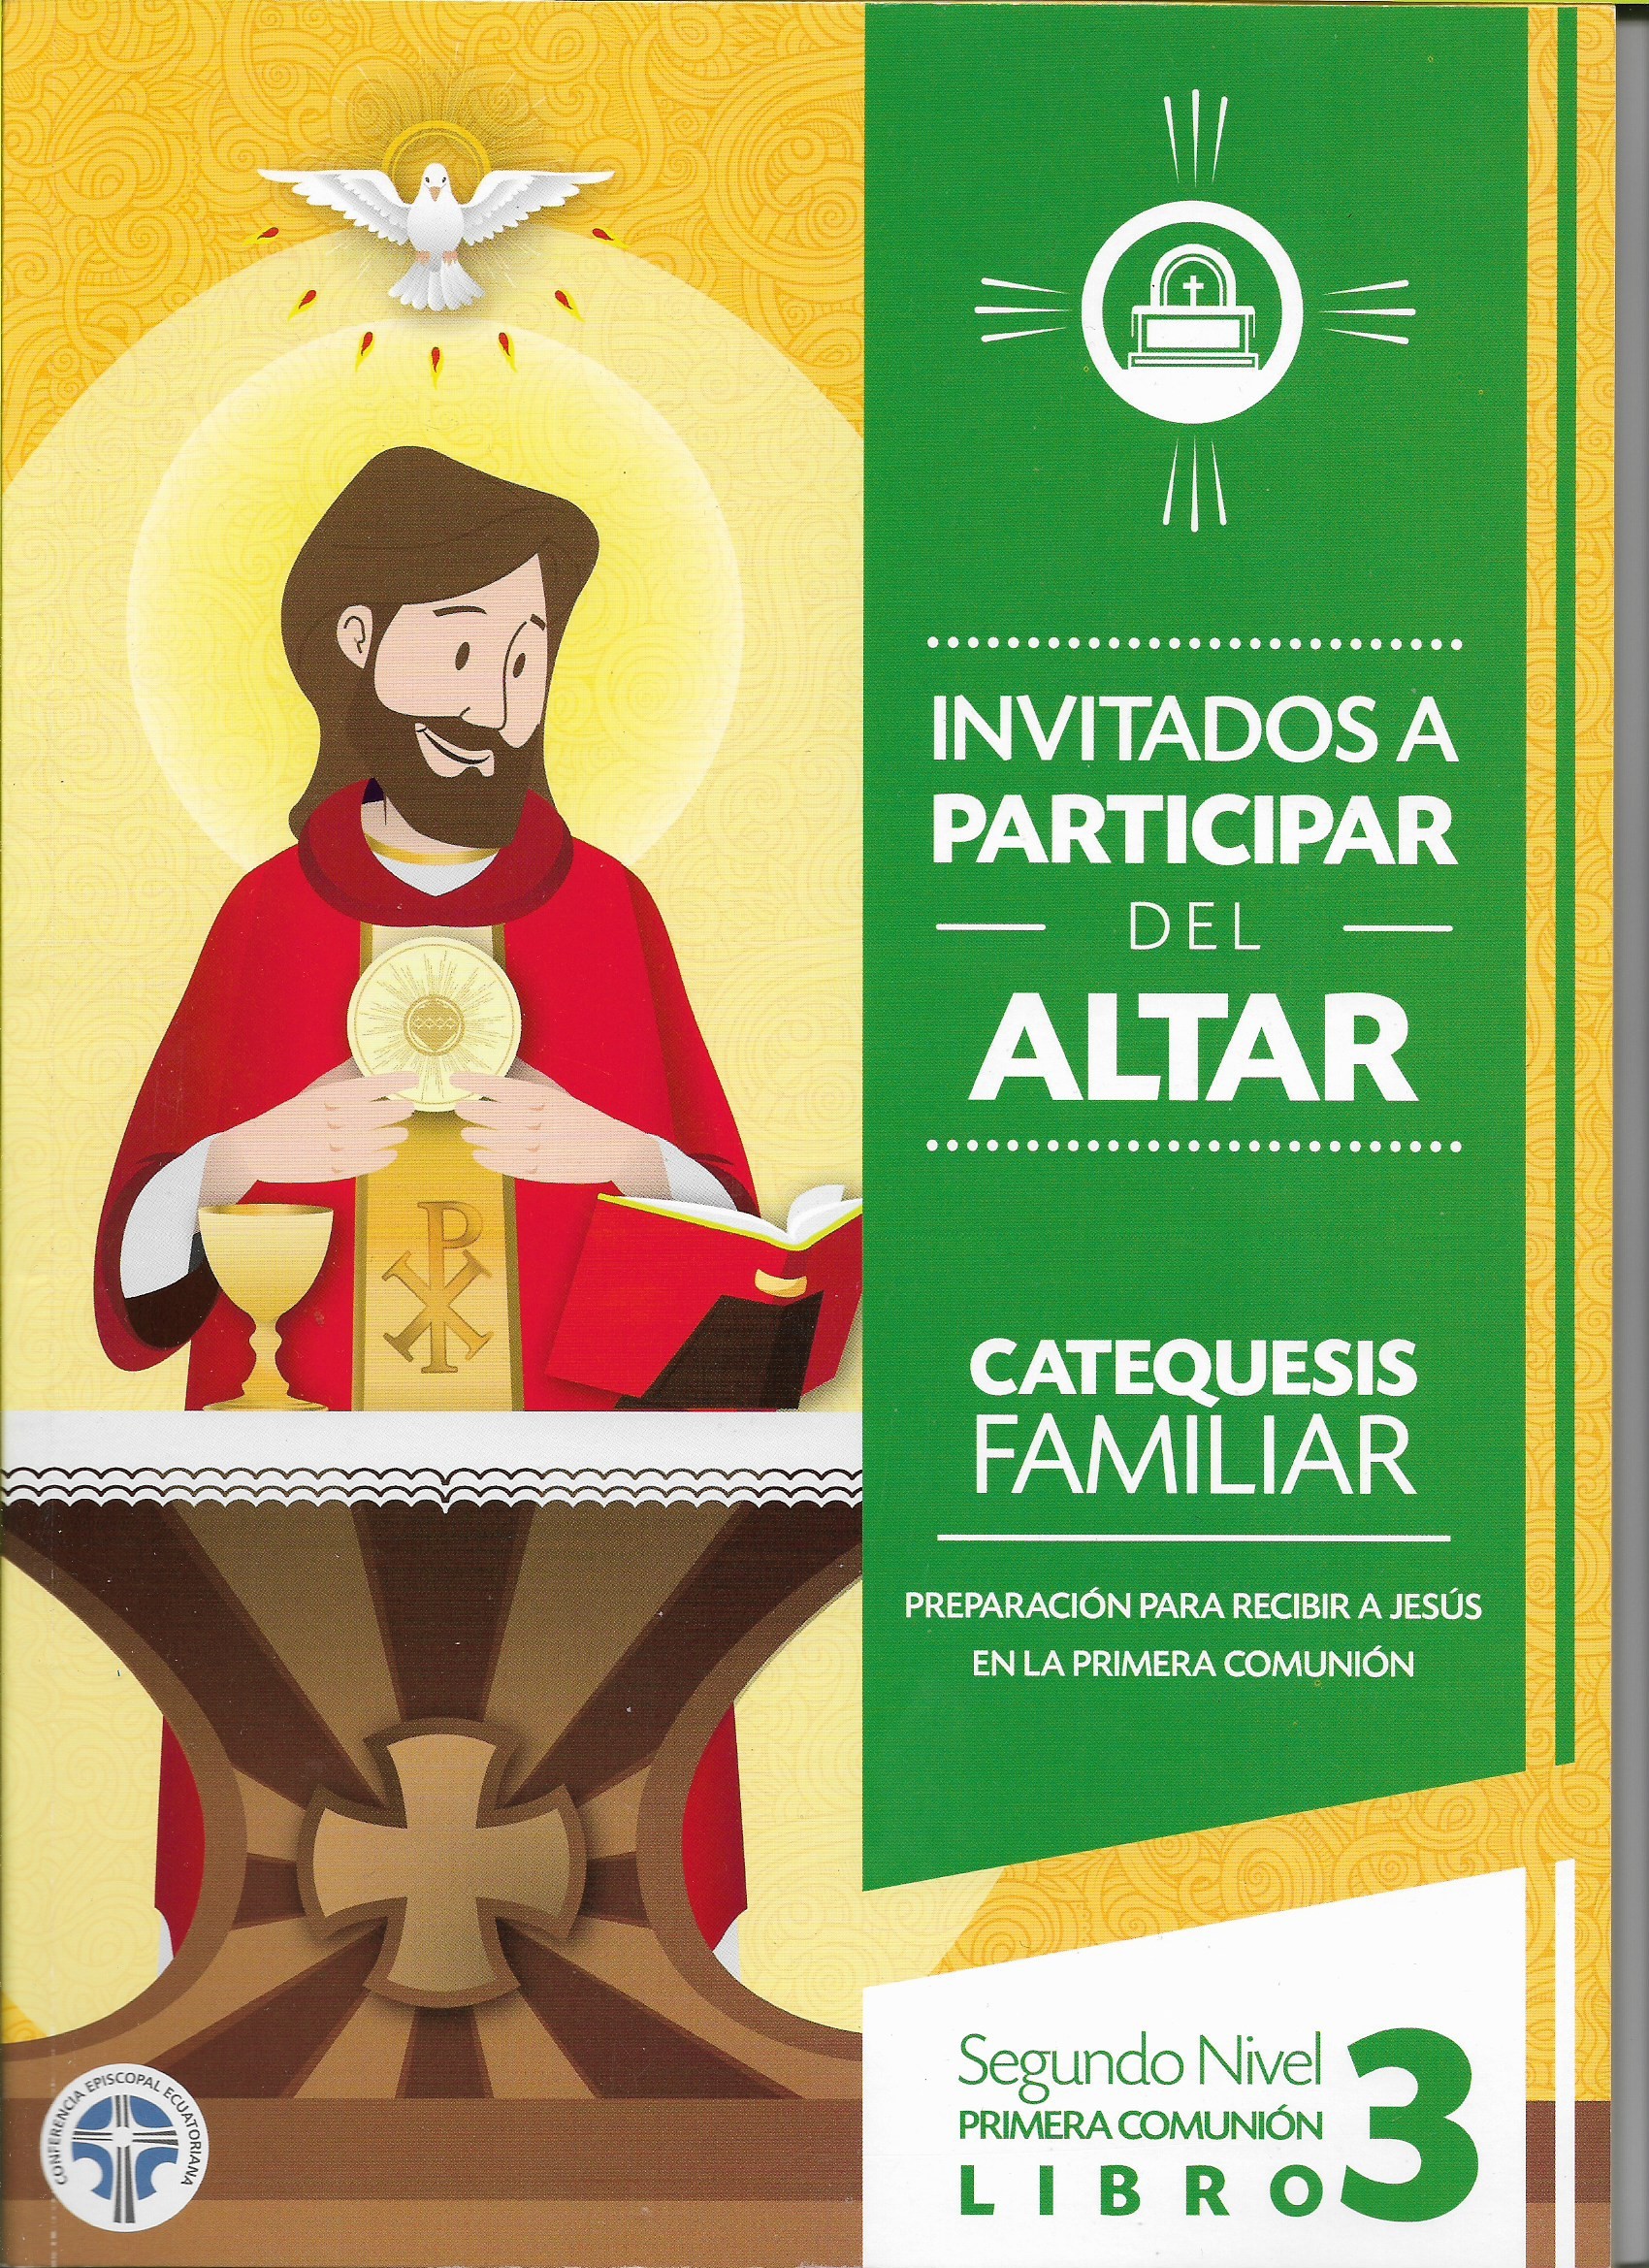 INVITADOS A
PARTICIPAR
DEL
ALTAR
CATEQUESIS
FAMILIAR
PREPARACIÓN PARA RECIBIR A JESÚS
EN LA PRIMERA COMUNIÓN
Segundo Nivel
PRIMERA COMUNIÓN
LIBRO 3
CONFERENCIA EPISCOPAL ECUATORIANA